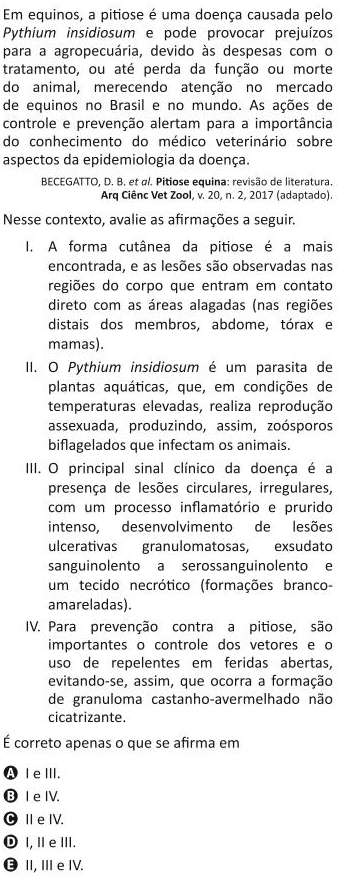 Em equinos, a pitiose é uma doença causada pelo
Pythium insidiosum e pode provocar prejuízos
para a agropecuária, devido às despesas com o
tratamento, ou até perda da função ou morte
do animal, merecendo atenção no mercado
de equinos no Brasil e no mundo. As ações de
controle e prevenção alertam para a importância
do conhecimento do médico veterinário sobre
aspectos da epidemiologia da doença.
BECEGATTO, D. B. et al. Pitiose equina: revisão de literatura.
Arq Ciênc Vet Zool, v. 20, n. 2, 2017 (adaptado).
Nesse contexto, avalie as afirmações a seguir.
I. A forma cutânea da pitiose é a mais
encontrada, e as lesões são observadas nas
regiões do corpo que entram em contato
direto com as áreas alagadas (nas regiões
distais dos membros, abdome, tórax e
mamas).
II. O Pythium insidiosum é um parasita de
plantas aquáticas, que, em condições de
temperaturas elevadas, realiza reprodução
assexuada, produzindo, assim, zoósporos
biflagelados que infectam os animais.
III. O principal sinal clínico da doença é a
presença de lesões circulares, irregulares,
com um processo inflamatório e prurido
intenso, desenvolvimento de lesões
ulcerativas granulomatosas, exsudato
sanguinolento a serossanguinolento e
um tecido necrótico (formações branco-
amareladas).
IV. Para prevenção contra a pitiose, são
importantes o controle dos vetores e o
uso de repelentes em feridas abertas,
evitando-se, assim, que ocorra a formação
de granuloma castanho-avermelhado não
cicatrizante.
É correto apenas o que se afirma em
A I e III.
B I e IV.
C II e IV.
D I, II e III.
E II, III e IV.